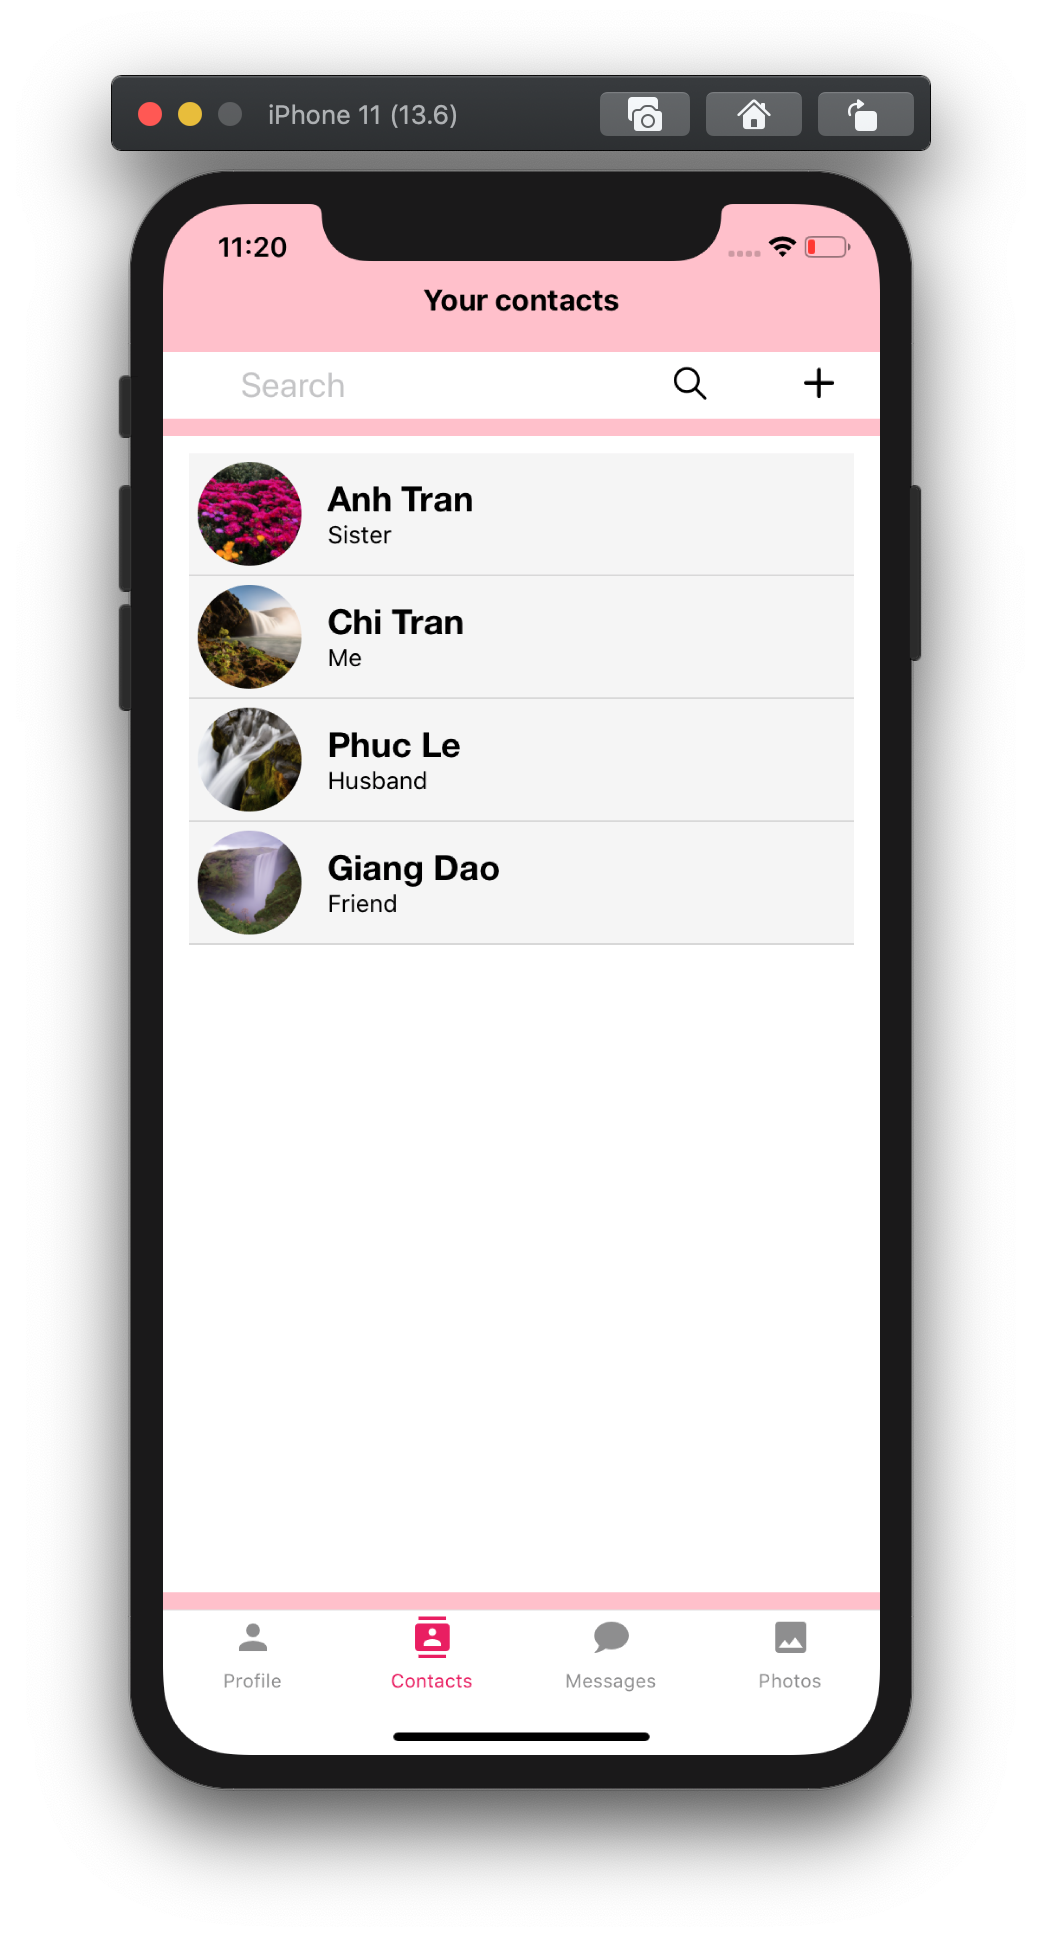 iPhone 11 (13.6)
11:20
Your contacts
Search
Anh Tran
Sister
Chi Tran
Me
Phuc Le
Husband
Giang Dao
Friend
Profile Contacts Messages Photos